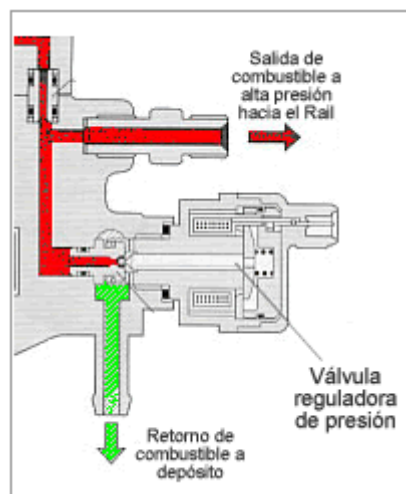 Salida de
combustible a
alta presión
hacia el Rail
Válvula
reguladora
de presión
Retorno de
combustible a
depósito